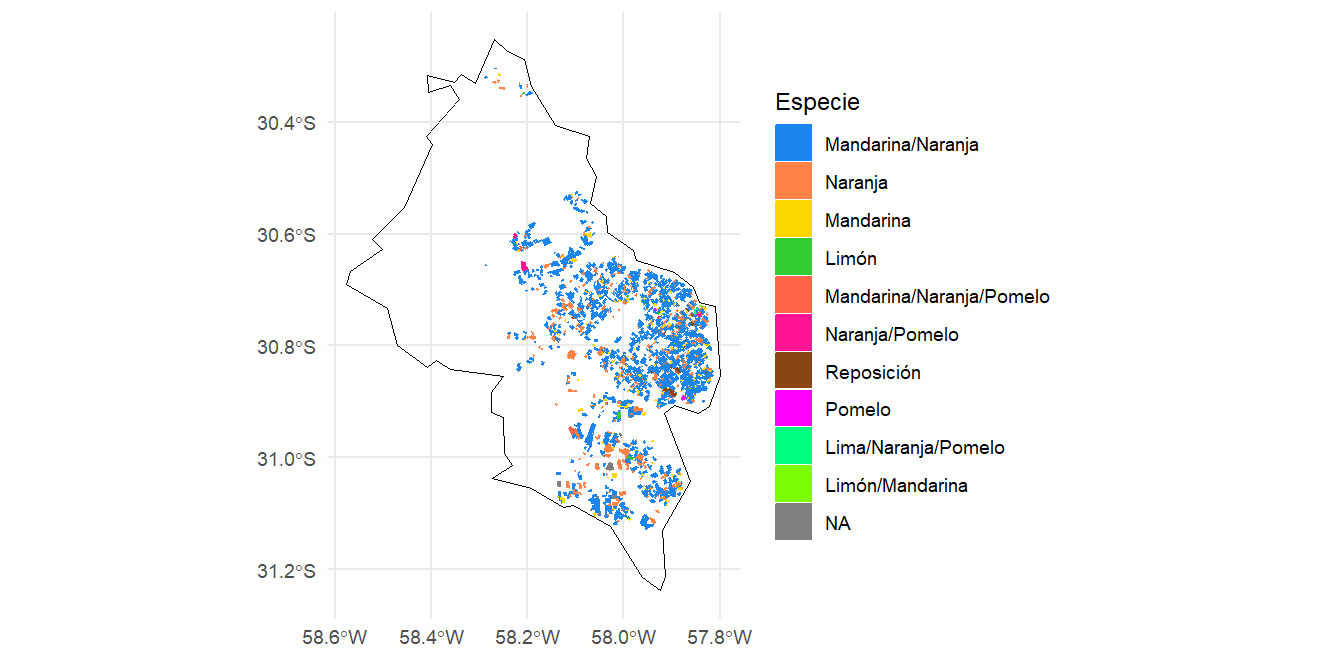 30.4°S
30.6°S
30.8°S
31.0°S
31.2°S
58.6°W
58.4°W
58.2°W
58.0°W
57.8°W
Especie
Mandarina/Naranja
Naranja
Mandarina
Limón
Mandarina/Naranja/Pomelo
Naranja/Pomelo
Reposición
Pomelo
Lima/Naranja/Pomelo
Limón/Mandarina
NA